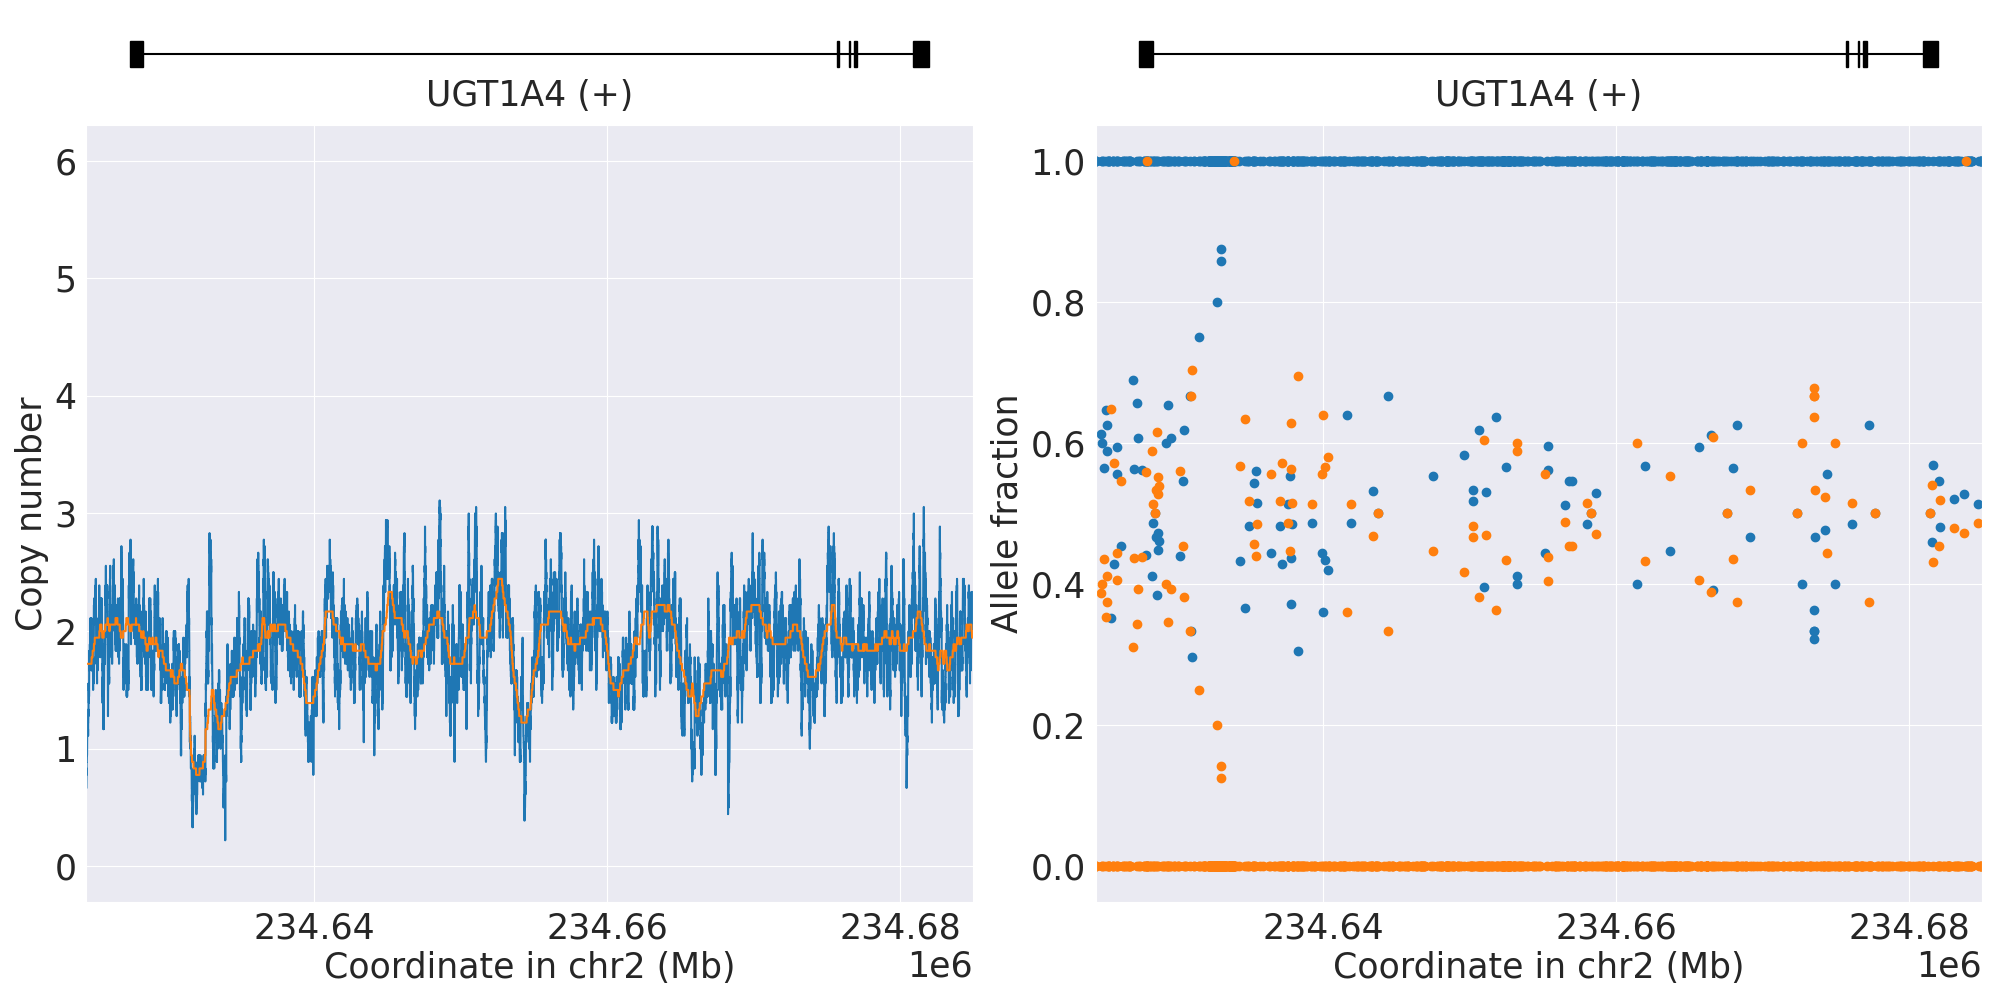 UGT1A4 (+)
6
5
4
3
2
1
0
Copy number
234.64
234.66
234.68
Coordinate in chr2 (Mb)
1e6
UGT1A4 (+)
1.0
0.8
0.6
0.4
0.2
0.0
Allele fraction
234.64
234.66
234.68
Coordinate in chr2 (Mb)
1e6